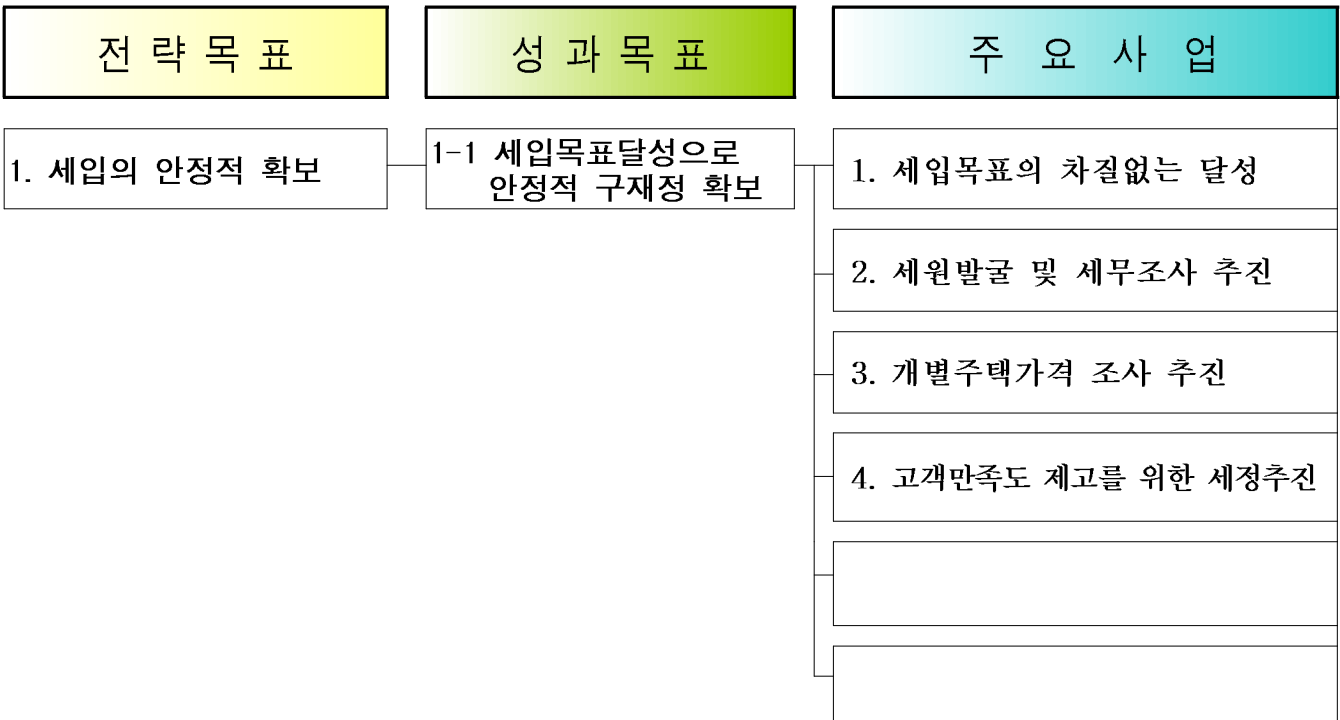 전 략 목 표
성 과 목 표
주 요 사 업
1. 세입의 안정적 확보
1-1 세입목표달성으로
안정적 구재정 확보
1. 세입목표의 차질없는 달성
2. 세원발굴 및 세무조사 추진
3. 개별주택가격 조사 추진
4. 고객만족도 제고를 위한 세정추진